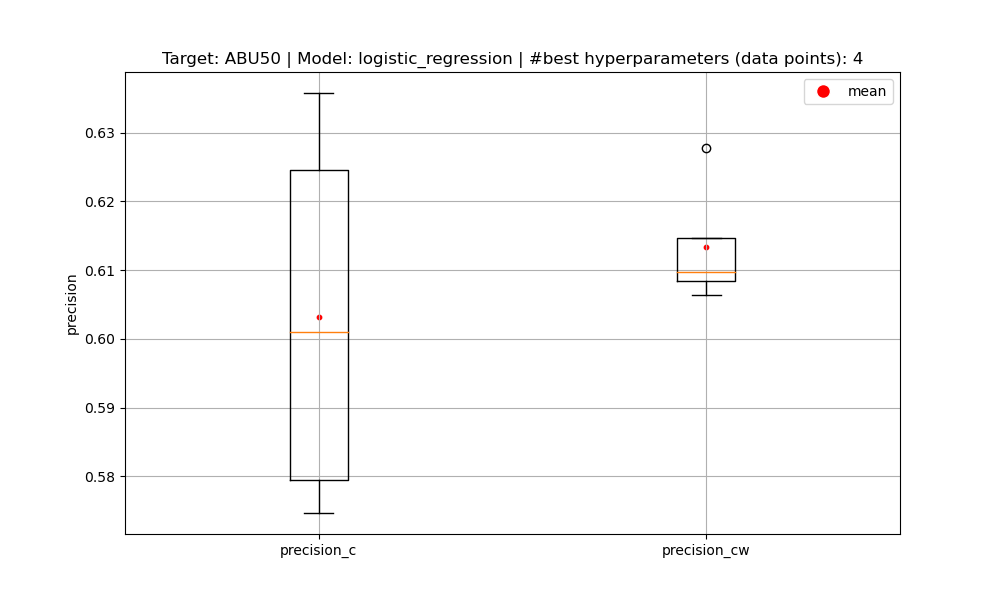 Target: ABU50 | Model: logistic_regression | #best hyperparameters (data points): 4
mean
0.63
0.62
0.61
0.60
0.59
0.58
precision
precision_c
precision_cw